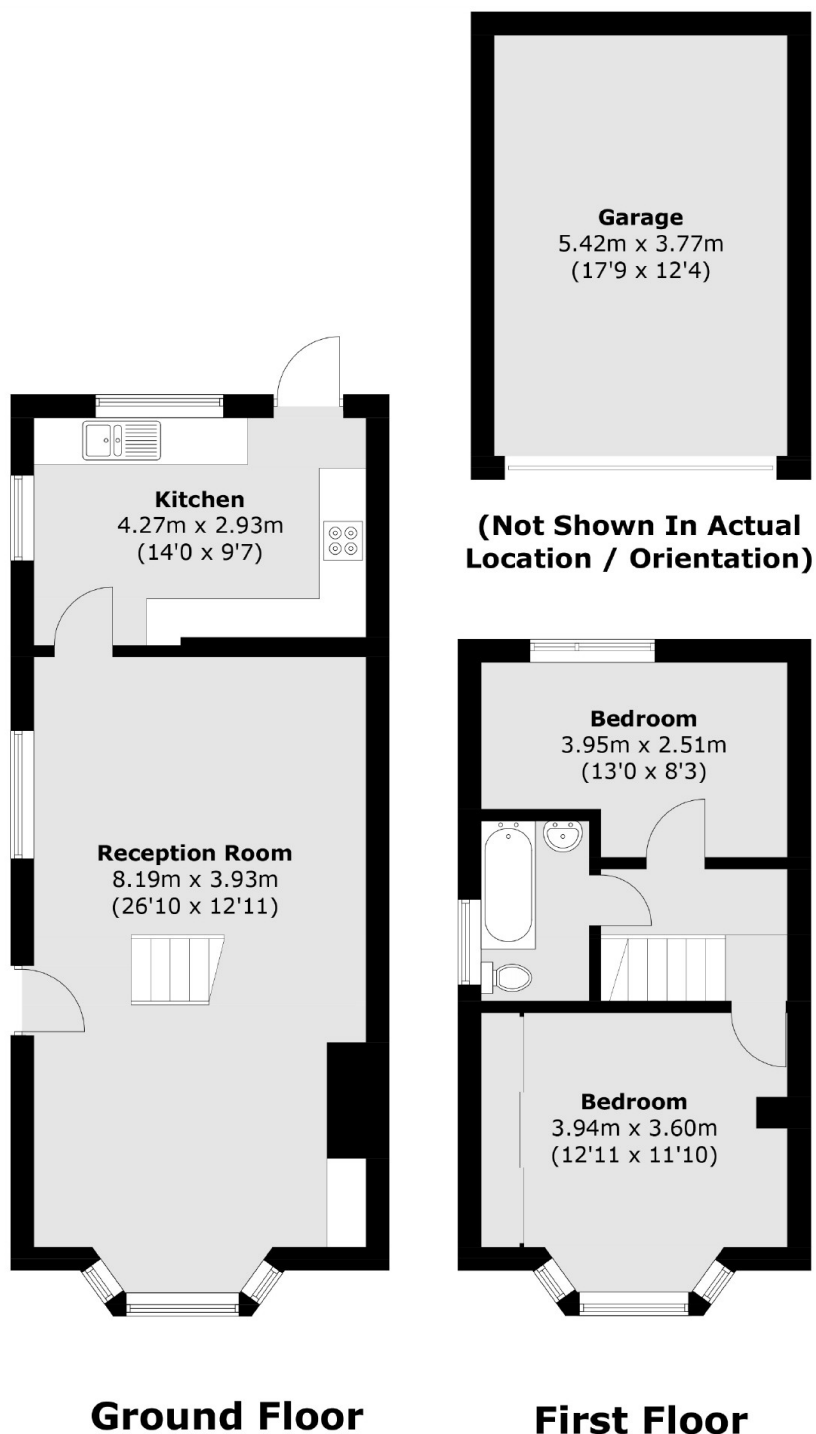 Garage
5.42m x 3.77m
(17'9 x 12'4)
(Not Shown In Actual
Location / Orientation)
Kitchen
4.27m x 2.93m
(14'0 x 9'7)
Reception Room
8.19m x 3.93m
(26'10 x 12'11)
Bedroom
3.95m x 2.51m
(13'0 x 8'3)
Bedroom
3.94m x 3.60m
(12'11 x 11'10)
Ground Floor
First Floor